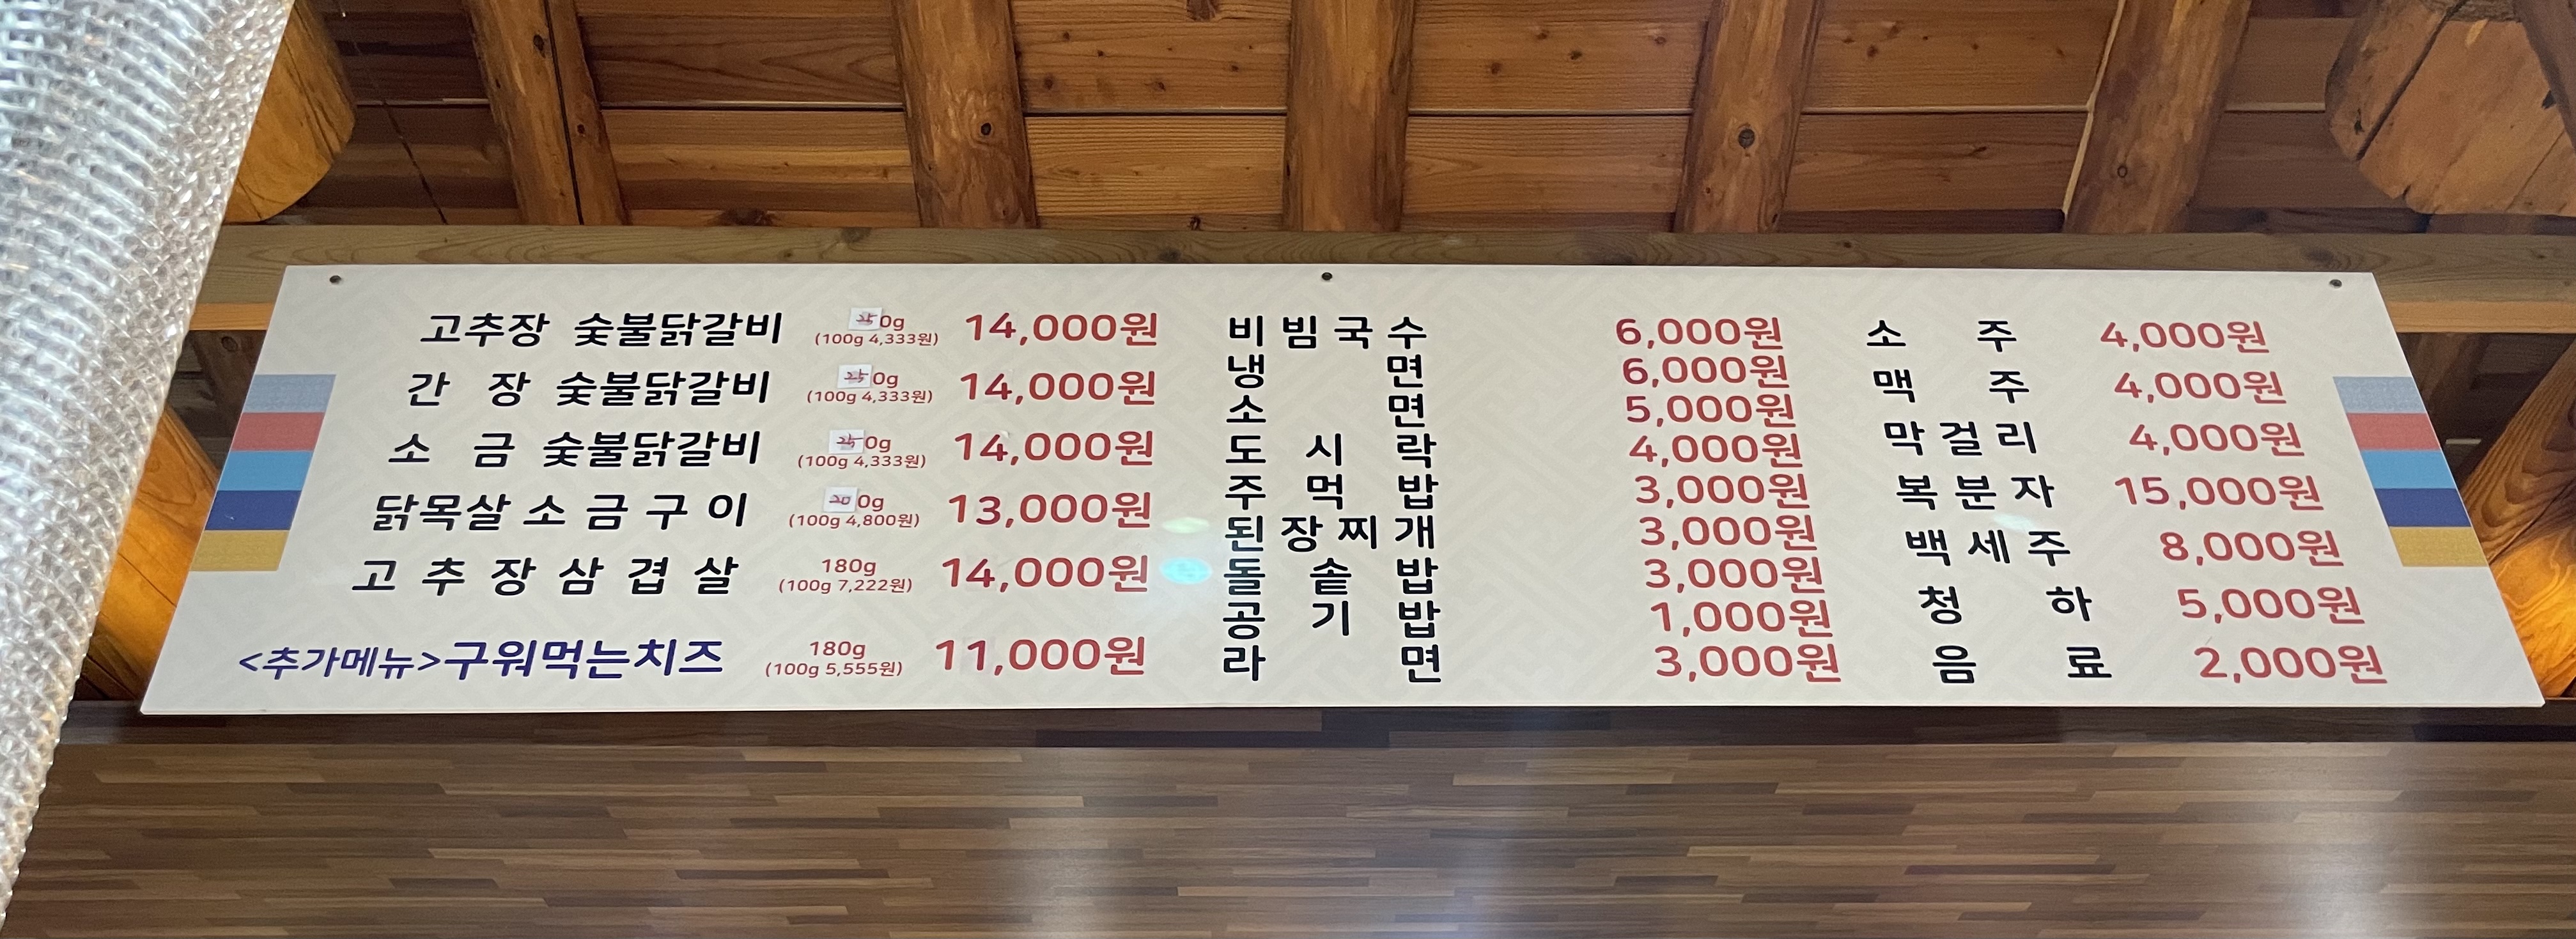 고추장 숯불닭갈비 250g 14,000원
(100g 4,333원)
간 장 숯불닭갈비 250g 14,000원
(100g 4,333원)
소 금 숯불닭갈비 250g 14,000원
(100g 4,333원)
닭목살 소 금 구 이 200g 13,000원
(100g 4,800원)
고 추 장 삼 겹 살 180g 14,000원
(100g 7,222원)
<추가메뉴>구워먹는치즈 180g 11,000원
(100g 5,555원)
비 빔 국 수 6,000원
냉 면 6,000원
소 면 5,000원
도 시 락 4,000원
주 먹 밥 3,000원
된 장 찌 개 3,000원
돌 솥 밥 3,000원
공 기 밥 1,000원
라 면 3,000원
소 주 4,000원
맥 주 4,000원
막 걸 리 4,000원
복 분 자 15,000원
백 세 주 8,000원
청 하 5,000원
음 료 2,000원